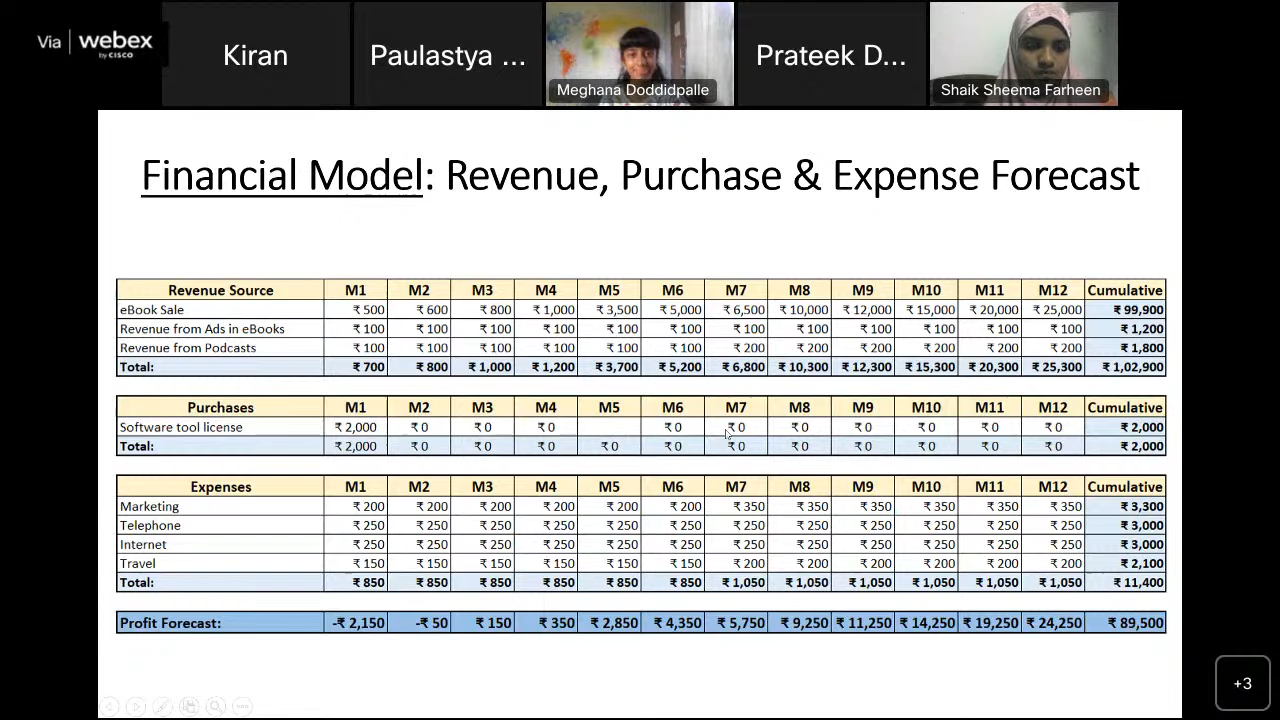 Via | webex
by CISCO
Kiran
Paulastya ...
Meghana Doddidpalle
Prateek D...
Shaik Sheema Farheen
Financial Model: Revenue, Purchase & Expense Forecast
Revenue Source M1 M2 M3 M4 M5 M6 M7 M8 M9 M10 M11 M12 Cumulative
eBook Sale ₹ 500 ₹ 600 ₹ 800 ₹ 1,000 ₹ 3,500 ₹ 5,000 ₹ 6,500 ₹ 10,000 ₹ 12,000 ₹ 15,000 ₹ 20,000 ₹ 25,000 ₹ 99,900
Revenue from Ads in eBooks ₹ 100 ₹ 100 ₹ 100 ₹ 100 ₹ 100 ₹ 100 ₹ 100 ₹ 100 ₹ 100 ₹ 100 ₹ 100 ₹ 100 ₹ 1,200
Revenue from Podcasts ₹ 100 ₹ 100 ₹ 100 ₹ 100 ₹ 100 ₹ 100 ₹ 200 ₹ 200 ₹ 200 ₹ 200 ₹ 200 ₹ 200 ₹ 1,800
Total: ₹ 700 ₹ 800 ₹ 1,000 ₹ 1,200 ₹ 3,700 ₹ 5,200 ₹ 6,800 ₹ 10,300 ₹ 12,300 ₹ 15,300 ₹ 20,300 ₹ 25,300 ₹ 1,02,900
Purchases M1 M2 M3 M4 M5 M6 M7 M8 M9 M10 M11 M12 Cumulative
Software tool license ₹ 2,000 ₹ 0 ₹ 0 ₹ 0 ₹ 0 ₹ 0 ₹ 0 ₹ 0 ₹ 0 ₹ 0 ₹ 0 ₹ 2,000
Total: ₹ 2,000 ₹ 0 ₹ 0 ₹ 0 ₹ 0 ₹ 0 ₹ 0 ₹ 0 ₹ 0 ₹ 0 ₹ 0 ₹ 0 ₹ 2,000
Expenses M1 M2 M3 M4 M5 M6 M7 M8 M9 M10 M11 M12 Cumulative
Marketing ₹ 200 ₹ 200 ₹ 200 ₹ 200 ₹ 200 ₹ 200 ₹ 350 ₹ 350 ₹ 350 ₹ 350 ₹ 350 ₹ 350 ₹ 3,300
Telephone ₹ 250 ₹ 250 ₹ 250 ₹ 250 ₹ 250 ₹ 250 ₹ 250 ₹ 250 ₹ 250 ₹ 250 ₹ 250 ₹ 250 ₹ 3,000
Internet ₹ 250 ₹ 250 ₹ 250 ₹ 250 ₹ 250 ₹ 250 ₹ 250 ₹ 250 ₹ 250 ₹ 250 ₹ 250 ₹ 250 ₹ 3,000
Travel ₹ 150 ₹ 150 ₹ 150 ₹ 150 ₹ 150 ₹ 150 ₹ 200 ₹ 200 ₹ 200 ₹ 200 ₹ 200 ₹ 200 ₹ 2,100
Total: ₹ 850 ₹ 850 ₹ 850 ₹ 850 ₹ 850 ₹ 850 ₹ 1,050 ₹ 1,050 ₹ 1,050 ₹ 1,050 ₹ 1,050 ₹ 1,050 ₹ 11,400
Profit Forecast: -₹ 2,150 -₹ 50 ₹ 150 ₹ 350 ₹ 2,850 ₹ 4,350 ₹ 5,750 ₹ 9,250 ₹ 11,250 ₹ 14,250 ₹ 19,250 ₹ 24,250 ₹ 89,500
+3